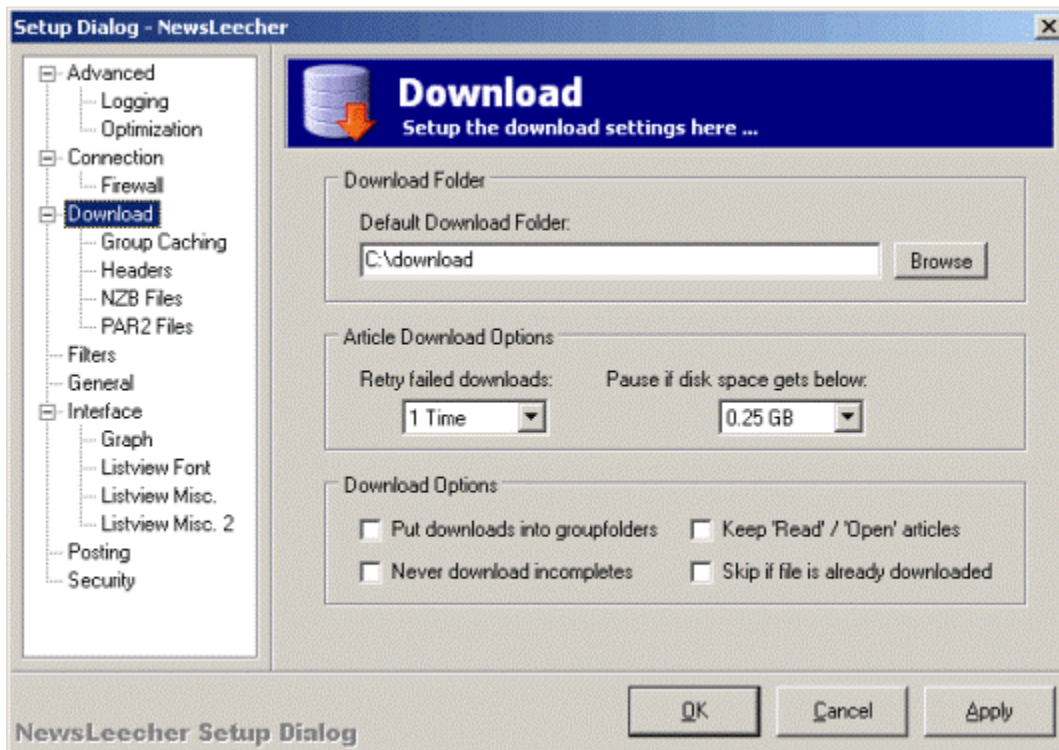 Setup Dialog - NewsLeecher
Advanced
Logging
Optimization
Connection
Firewall
Download
Group Caching
Headers
NZB Files
PAR2 Files
Filters
General
Interface
Graph
Listview Font
Listview Misc.
Listview Misc. 2
Posting
Security
Download
Setup the download settings here ...
Download Folder
Default Download Folder:
C:\download
Browse
Article Download Options
Retry failed downloads: Pause if disk space gets below:
1 Time 0.25 GB
Download Options
Put downloads into groupfolders Keep 'Read' / 'Open' articles
Never download incompletes Skip if file is already downloaded
OK Cancel Apply
NewsLeecher Setup Dialog